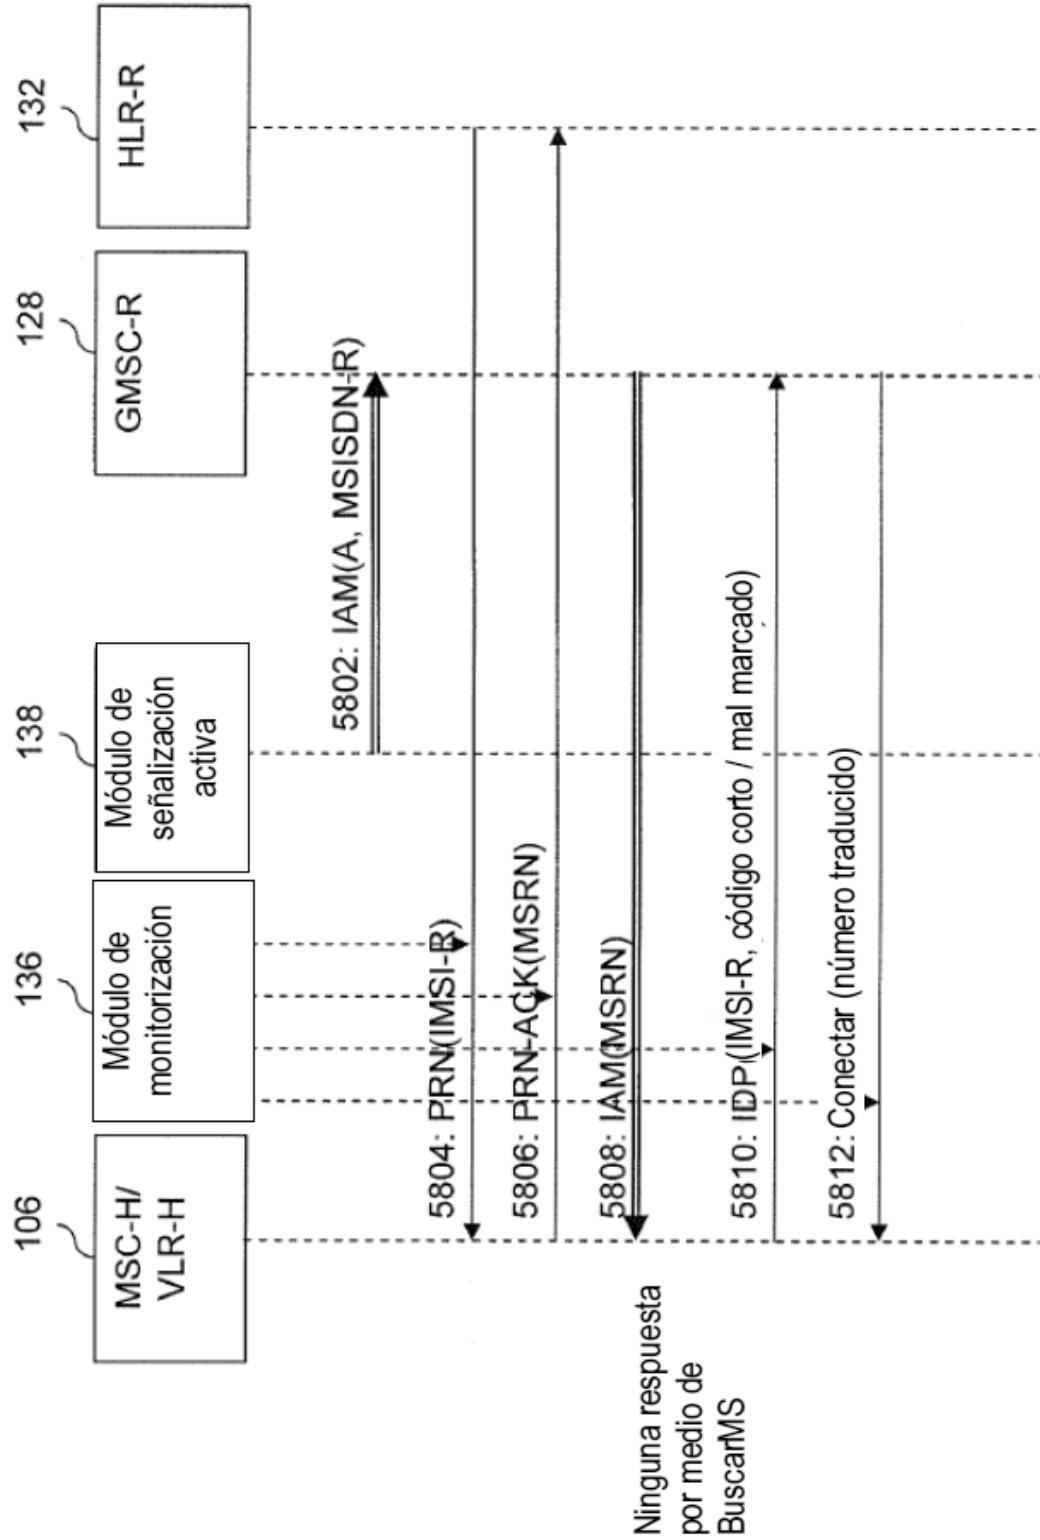 106
MSC-H/
VLR-H
136
Módulo de
monitorización
138
Módulo de
señalización
activa
128
GMSC-R
132
HLR-R
5802: IAM(A, MSISDN-R)
5804: PRN(IMSI-R)
5806: PRN-ACK(MSRN)
5808: IAM(MSRN)
Ninguna respuesta
por medio de
BuscarMS
5810: IDP(IMSI-R, código corto / mal marcado)
5812: Conectar (número traducido)